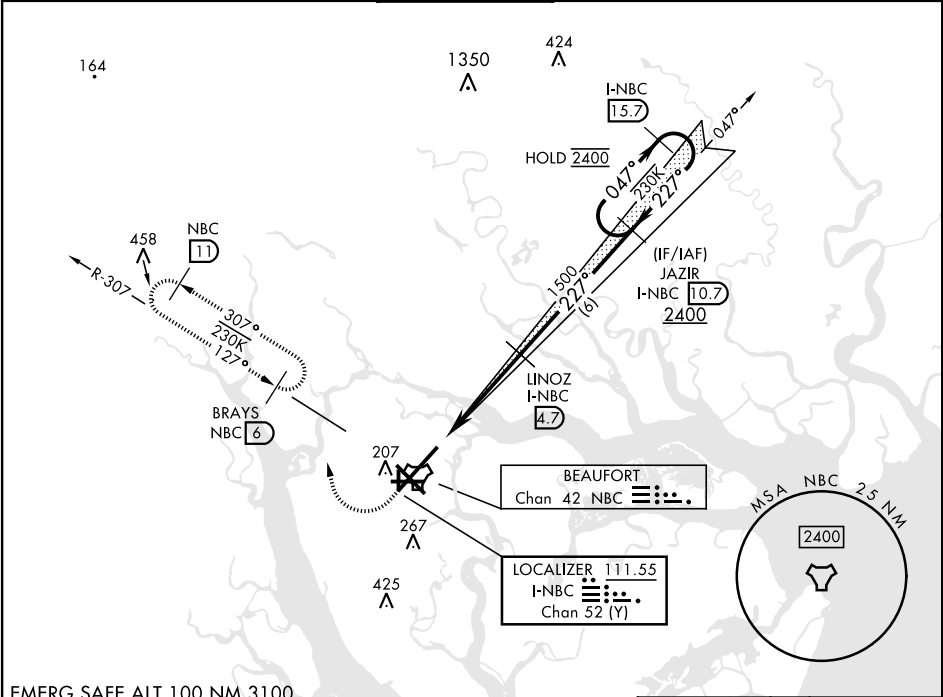 164
1350
424
I-NBC
15.7
047°
HOLD 2400
047°
230K
227°
(IF/IAF)
JAZIR
I-NBC 10.7
2400
1500
227°
(6)
LINOZ
I-NBC
4.7
458
NBC
11
R-307
307°
230K
127°
BRAYS
NBC 6
207
267
425
BEAUFORT
Chan 42 NBC
LOCALIZER 111.55
I-NBC
Chan 52 (Y)
MSA NBC 25 NM
2400
EMERG SAFE ALT 100 NM 3100